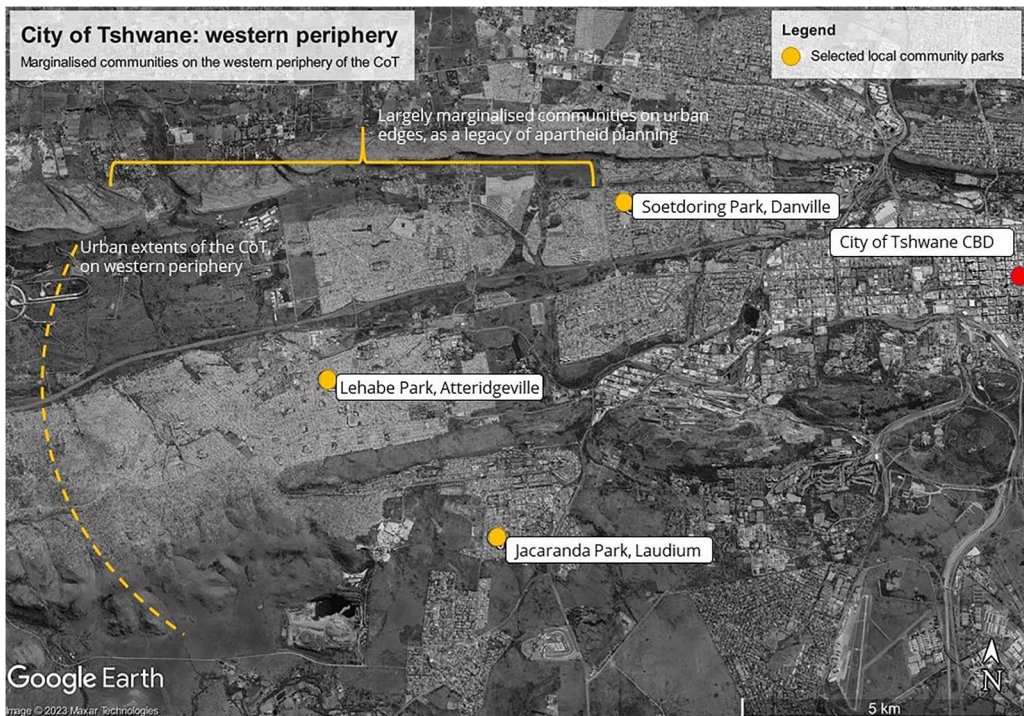 City of Tshwane: western periphery
Marginalised communities on the western periphery of the CoT
Legend
Selected local community parks
Largely marginalised communities on urban
edges, as a legacy of apartheid planning
Soetdoring Park, Danville
City of Tshwane CBD
Urban extents of the CoT
on western periphery
Lehabe Park, Atteridgeville
Jacaranda Park, Laudium
Google Earth
Image © 2023 Maxar Technologies
N
5 km